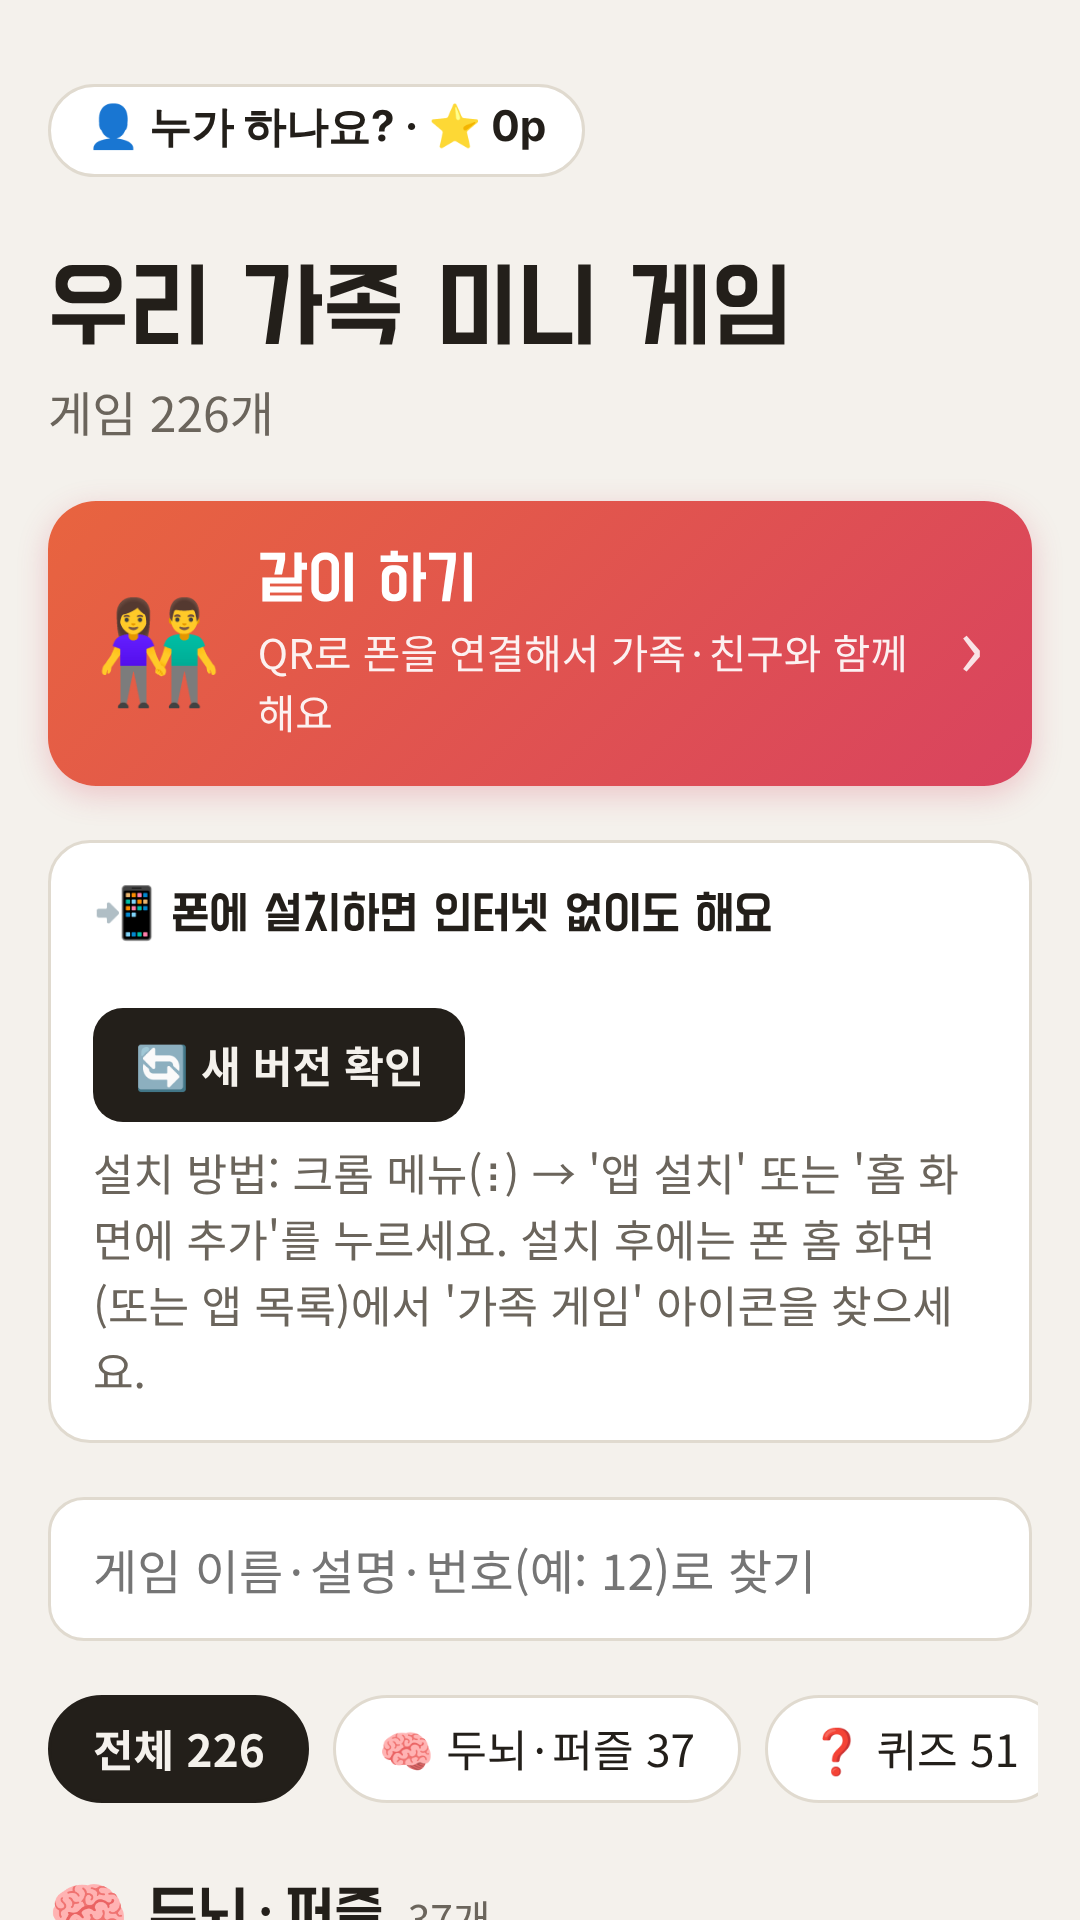 👤 누가 하나요? · ⭐ 0p
우리 가족 미니 게임
게임 226개
같이 하기
QR로 폰을 연결해서 가족·친구와 함께
해요
📲 폰에 설치하면 인터넷 없이도 해요
🔄 새 버전 확인
설치 방법: 크롬 메뉴(⋮) → '앱 설치' 또는 '홈 화
면에 추가'를 누르세요. 설치 후에는 폰 홈 화면
(또는 앱 목록)에서 '가족 게임' 아이콘을 찾으세
요.
게임 이름·설명·번호(예: 12)로 찾기
전체 226
🧠 두뇌·퍼즐 37
❓ 퀴즈 51
🧠 두뇌·퍼즐 37개